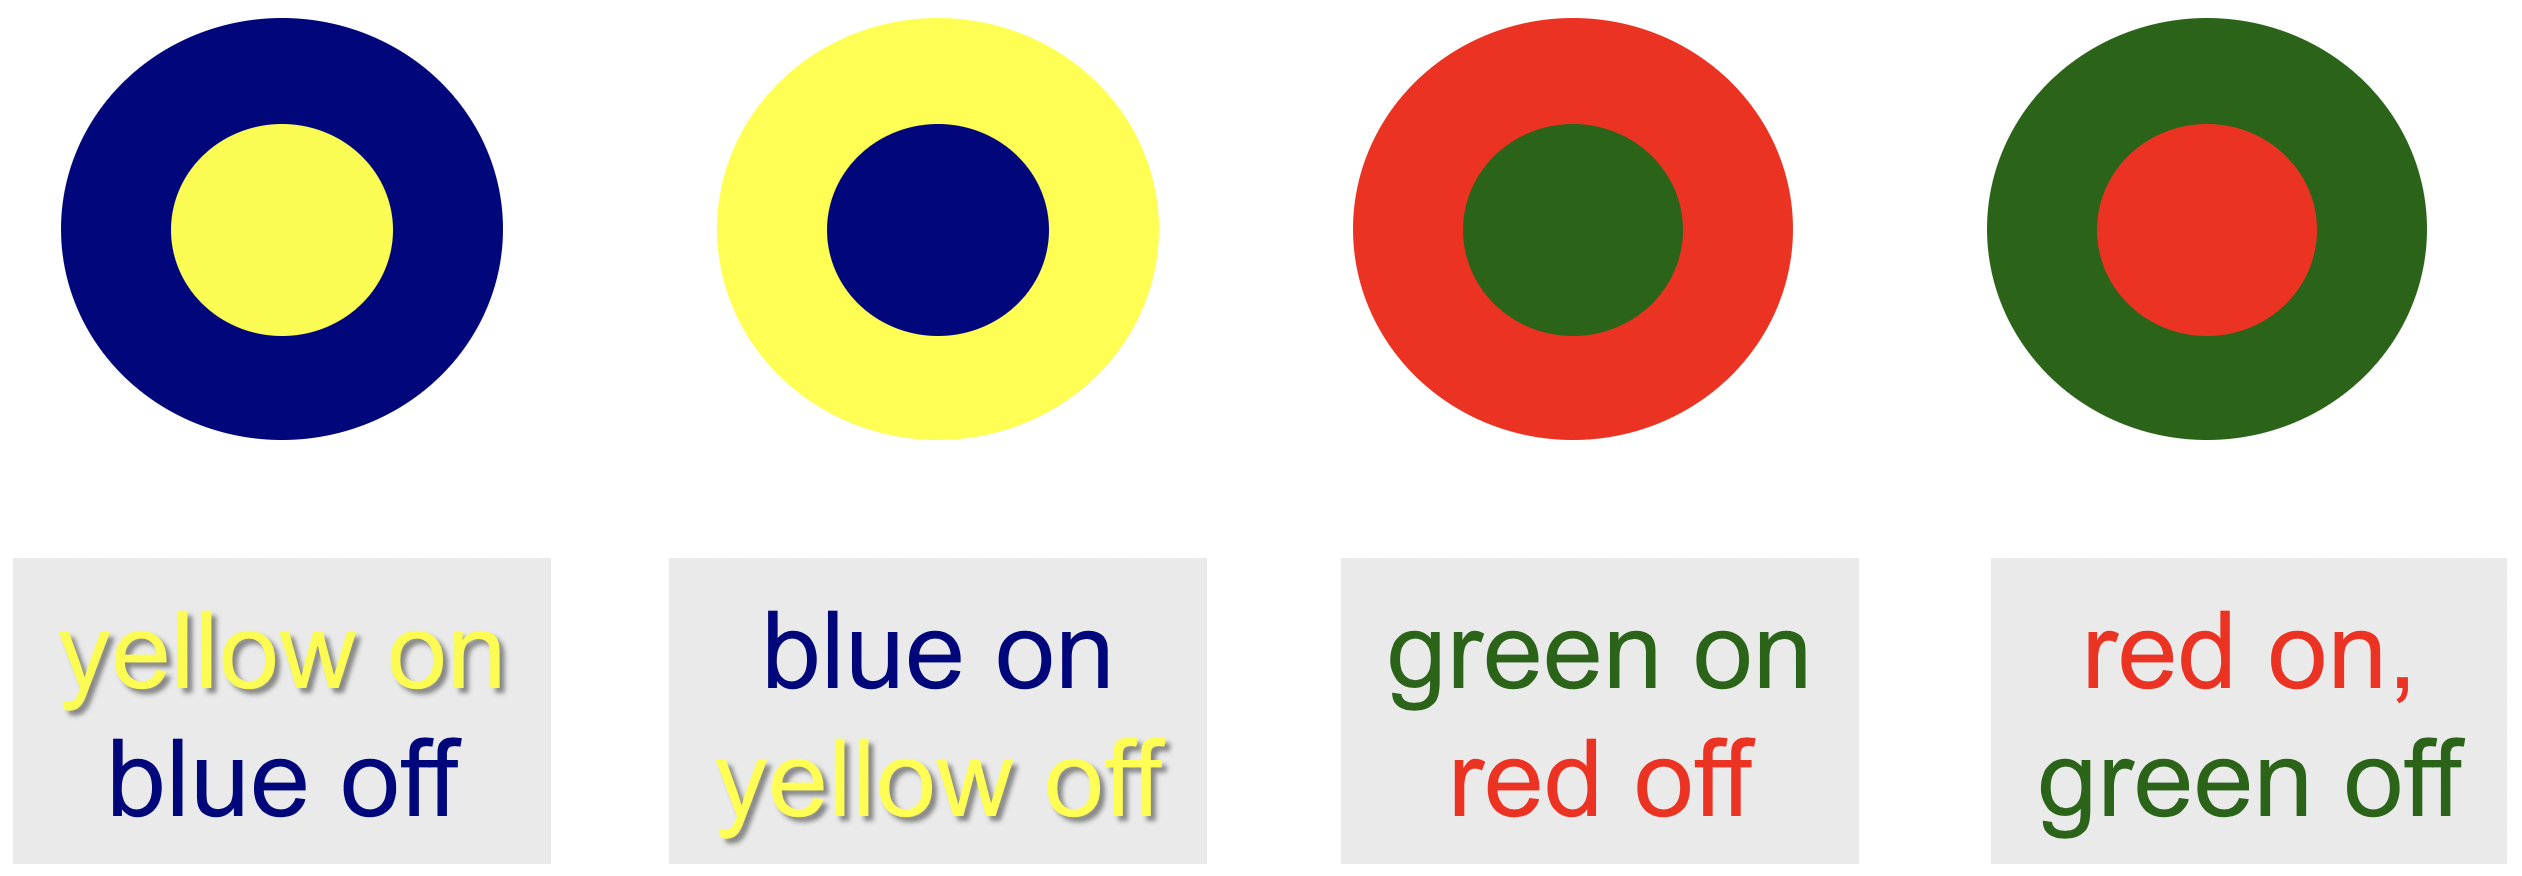 yellow on
blue off
blue on
yellow off
green on
red off
red on,
green off